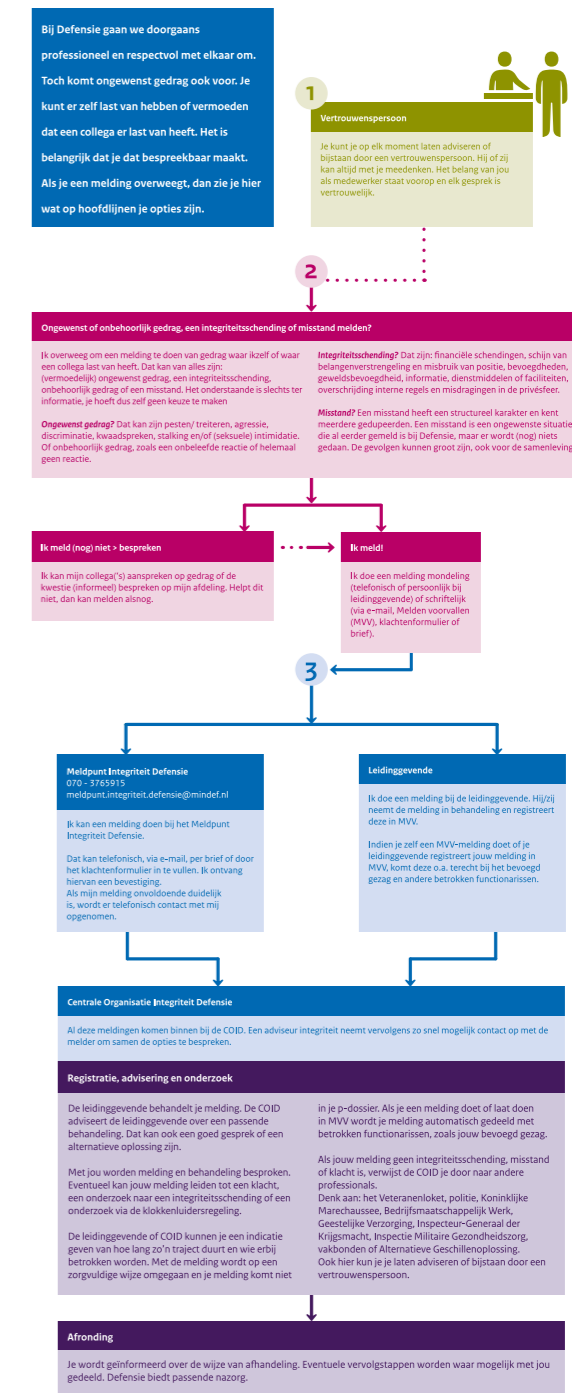 Bij Defensie gaan we doorgaans
professioneel en respectvol met elkaar om.
Toch komt ongewenst gedrag ook voor. Je
kunt er zelf last van hebben of vermoeden
dat een collega er last van heeft. Het is
belangrijk dat je dat bespreekbaar maakt.
Als je een melding overweegt, dan zie je hier
wat op hoofdlijnen je opties zijn.
1
Vertrouwenspersoon
Je kunt je op elk moment laten adviseren of
bijstaan door een vertrouwenspersoon. Hij of zij
kan altijd met je meedenken. Het belang van jou
als medewerker staat voorop en elk gesprek is
vertrouwelijk.
2
Ongewenst of onbehoorlijk gedrag, een integriteitsschending of misstand melden?
Ik overweeg om een melding te doen van gedrag waar ikzelf of waar
een collega last van heeft. Dat kan van alles zijn:
(vermoedelijk) ongewenst gedrag, een integriteitsschending,
onbehoorlijk gedrag of een misstand. Het onderstaande is slechts ter
informatie, je hoeft dus zelf geen keuze te maken
Ongewenst gedrag? Dat kan zijn pesten/ treiteren, agressie,
discriminatie, kwaadspreken, stalking en/of (seksuele) intimidatie.
Of onbehoorlijk gedrag, zoals een onbeleefde reactie of helemaal
geen reactie.
Integriteitsschending? Dat zijn: financiële schendingen, schijn van
belangenverstrengeling en misbruik van positie, bevoegdheden,
geweldsbevoegdheid, informatie, dienstmiddelen of faciliteiten,
overschrijding interne regels en misdragingen in de privésfeer.
Misstand? Een misstand heeft een structureel karakter en kent
meerdere gedupeerden. Een misstand is een ongewenste situatie
die al eerder gemeld is bij Defensie, maar er wordt (nog) niets
gedaan. De gevolgen kunnen groot zijn, ook voor de samenleving
Ik meld (nog) niet > bespreken
Ik kan mijn collega('s) aanspreken op gedrag of de
kwestie (informeel) bespreken op mijn afdeling. Helpt dit
niet, dan kan melden alsnog.
Ik meld!
Ik doe een melding mondeling
(telefonisch of persoonlijk bij
leidinggevende) of schriftelijk
(via e-mail, Melden voorvallen
(MVV), klachtenformulier of
brief).
3
Meldpunt Integriteit Defensie
070 - 3765915
meldpunt.integriteit.defensie@mindef.nl
Ik kan een melding doen bij het Meldpunt
Integriteit Defensie.
Dat kan telefonisch, via e-mail, per brief of door
het klachtenformulier in te vullen. Ik ontvang
hiervan een bevestiging.
Als mijn melding onvoldoende duidelijk
is, wordt er telefonisch contact met mij
opgenomen.
Leidinggevende
Ik doe een melding bij de leidinggevende. Hij/zij
neemt de melding in behandeling en registreert
deze in MVV.
Indien je zelf een MVV-melding doet of je
leidinggevende registreert jouw melding in
MVV, komt deze o.a. terecht bij het bevoegd
gezag en andere betrokken functionarissen.
Centrale Organisatie Integriteit Defensie
Al deze meldingen komen binnen bij de COID. Een adviseur integriteit neemt vervolgens zo snel mogelijk contact op met de
melder om samen de opties te bespreken.
Registratie, advisering en onderzoek
De leidinggevende behandelt je melding. De COID
adviseert de leidinggevende over een passende
behandeling. Dat kan ook een goed gesprek of een
alternatieve oplossing zijn.
Met jou worden melding en behandeling besproken.
Eventueel kan jouw melding leiden tot een klacht,
een onderzoek naar een integriteitsschending of een
onderzoek via de klokkenluidersregeling.
De leidinggevende of COID kunnen je een indicatie
geven van hoe lang zo'n traject duurt en wie erbij
betrokken worden. Met de melding wordt op een
zorgvuldige wijze omgegaan en je melding komt niet
in je p-dossier. Als je een melding doet of laat doen
in MVV wordt je melding automatisch gedeeld met
betrokken functionarissen, zoals jouw bevoegd gezag.
Als jouw melding geen integriteitsschending, misstand
of klacht is, verwijst de COID je door naar andere
professionals.
Denk aan: het Veteranenloket, politie, Koninklijke
Marechaussee, Bedrijfsmaatschappelijk Werk,
Geestelijke Verzorging, Inspecteur-Generaal der
Krijgsmacht, Inspectie Militaire Gezondheidszorg,
vakbonden of Alternatieve Geschillenoplossing.
Ook hier kun je je laten adviseren of bijstaan door een
vertrouwenspersoon.
Afronding
Je wordt geïnformeerd over de wijze van afhandeling. Eventuele vervolgstappen worden waar mogelijk met jou
gedeeld. Defensie biedt passende nazorg.